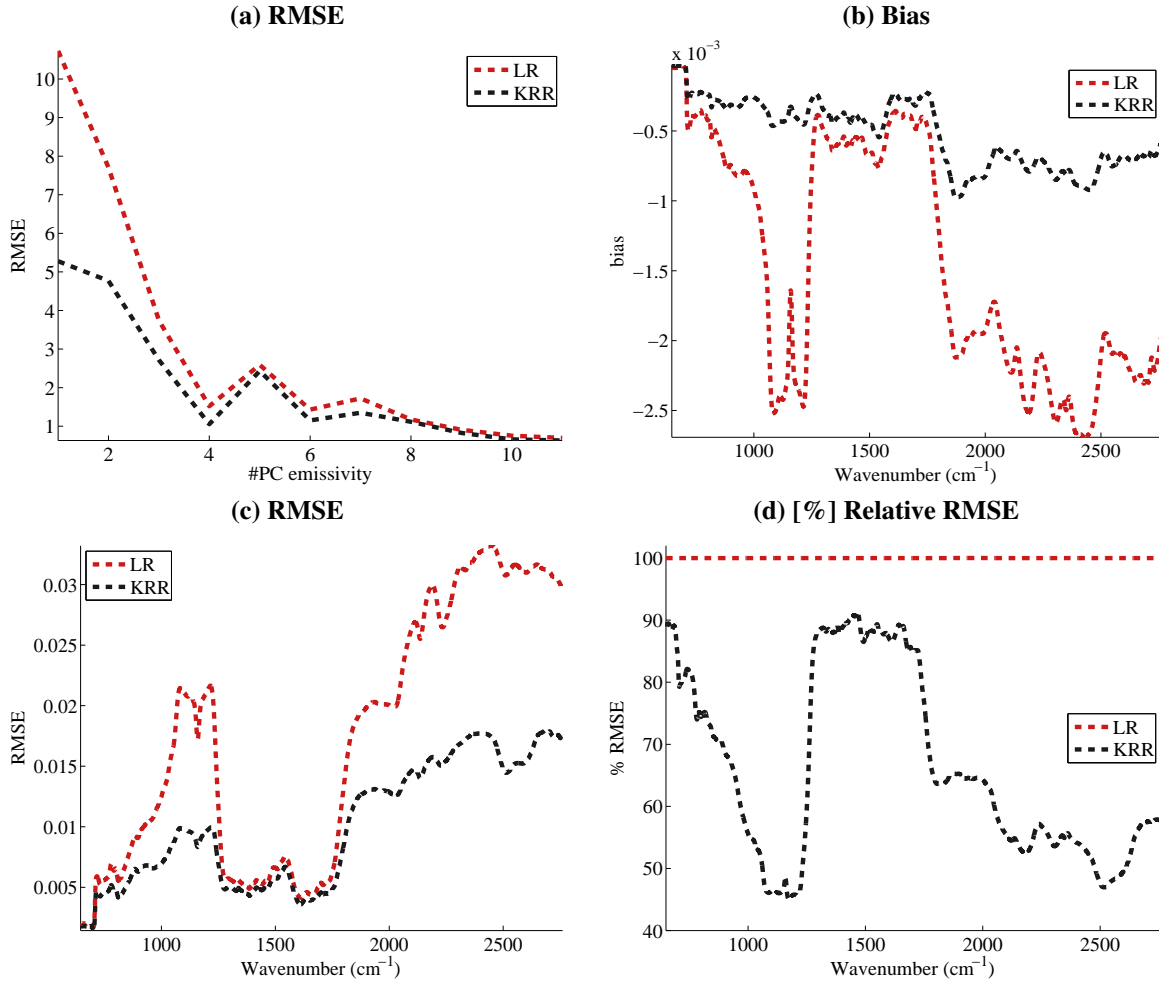 (a) RMSE
10
9
8
7
6
5
4
3
2
1
RMSE
2
4
6
8
10
#PC emissivity
LR
KRR
(b) Bias
x 10⁻³
−0.5
−1
−1.5
−2
−2.5
bias
1000
1500
2000
2500
Wavenumber (cm⁻¹)
LR
KRR
(c) RMSE
0.03
0.025
0.02
0.015
0.01
0.005
RMSE
1000
1500
2000
2500
Wavenumber (cm⁻¹)
LR
KRR
(d) [%] Relative RMSE
100
90
80
70
60
50
40
% RMSE
1000
1500
2000
2500
Wavenumber (cm⁻¹)
LR
KRR